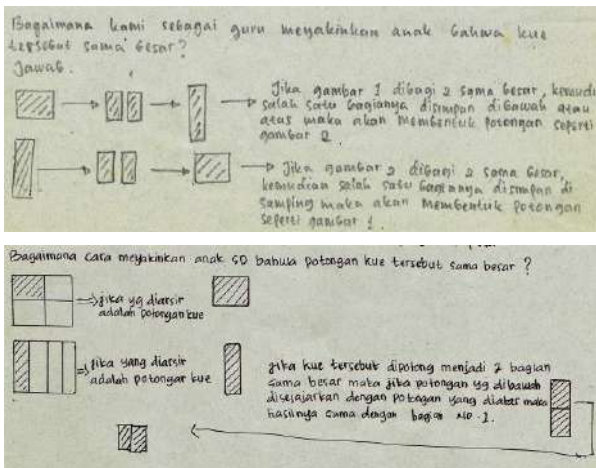 Bagaimana kami sebagai guru meyakinkan anak bahwa kue
tersebut sama besar?
Jawab.
Jika gambar 1 dibagi 2 sama besar, kemudi
salah satu bagianya disimpan dibawah atau
atas maka akan membentuk potongan seperti
gambar 2.
Jika gambar 2 dibagi 2 sama besar,
kemudian salah satu bagianya disimpan di
samping maka akan membentuk potongan
seperti gambar 1.
Bagaimana cara meyakinkan anak SD bahwa potongan kue tersebut sama besar ?
jika yg diarsir
adalah potongan kue
jika yang diarsir
adalah potongan kue
jika kue tersebut dipotong menjadi 2 bagian
sama besar maka jika potongan yg dibawah
disejajarkan dengan potongan yang diatas maka
hasilnya sama dengan bagian no. 1.